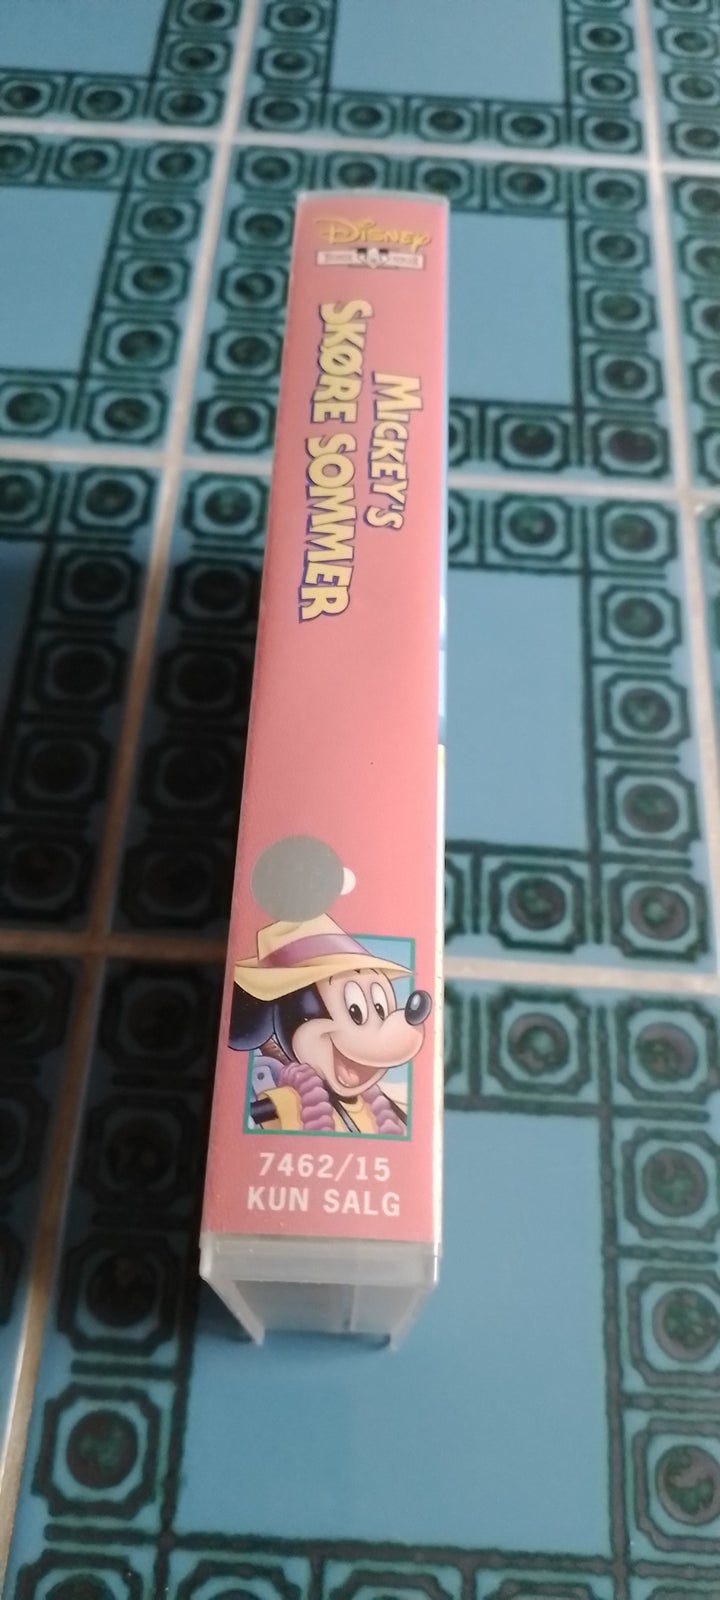 Disney
MICKEY'S
SKØRE SOMMER
7462/15
KUN SALG